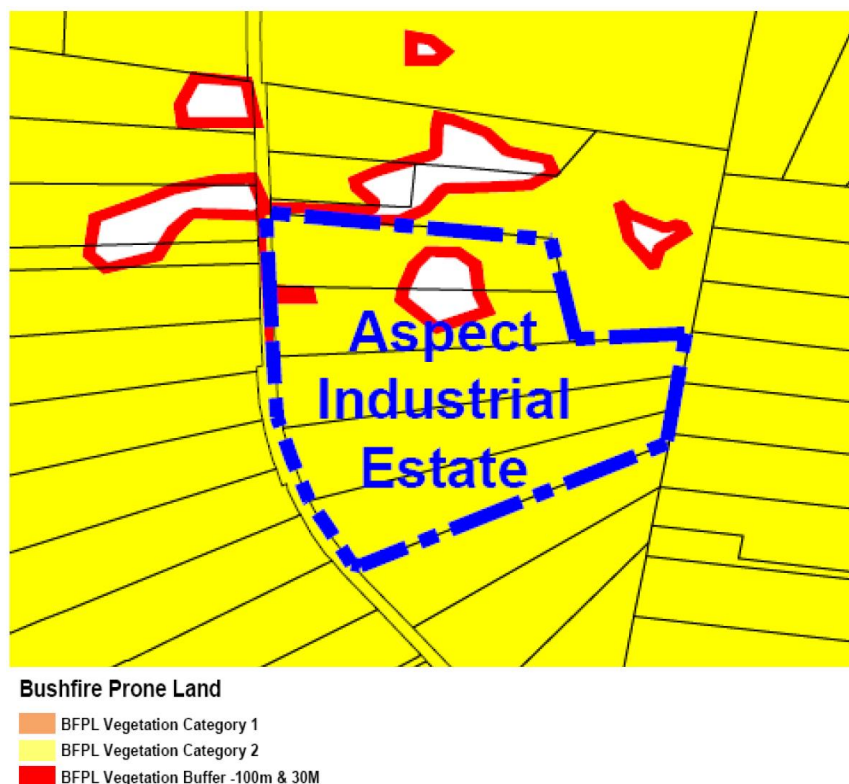 Aspect
Industrial
Estate
Bushfire Prone Land
BFPL Vegetation Category 1
BFPL Vegetation Category 2
BFPL Vegetation Buffer -100m & 30M